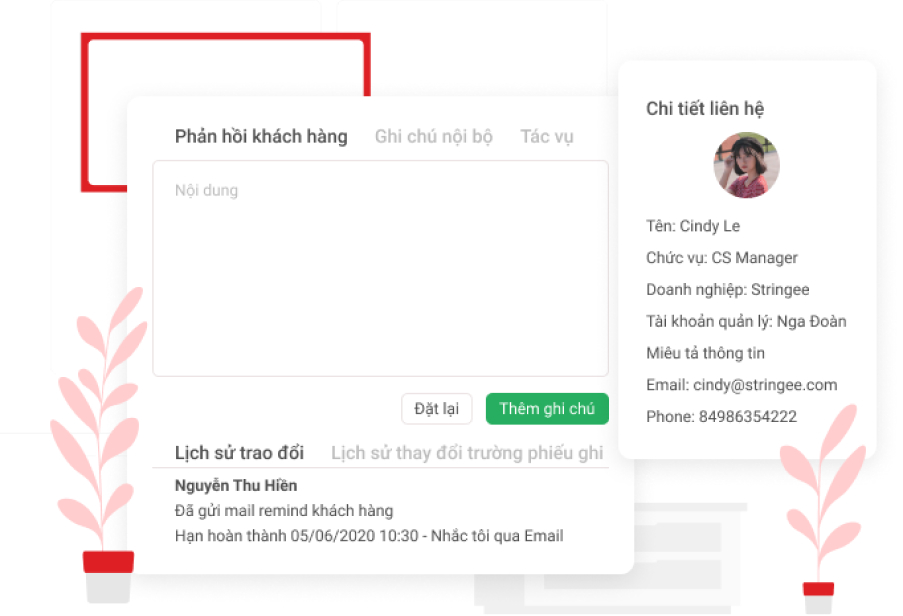 Phản hồi khách hàng Ghi chú nội bộ Tác vụ
Nội dung
Đặt lại Thêm ghi chú
Lịch sử trao đổi Lịch sử thay đổi trường phiếu ghi
Nguyễn Thu Hiền
Đã gửi mail remind khách hàng
Hạn hoàn thành 05/06/2020 10:30 - Nhắc tôi qua Email
Chi tiết liên hệ
Tên: Cindy Le
Chức vụ: CS Manager
Doanh nghiệp: Stringee
Tài khoản quản lý: Nga Đoàn
Miêu tả thông tin
Email: cindy@stringee.com
Phone: 84986354222